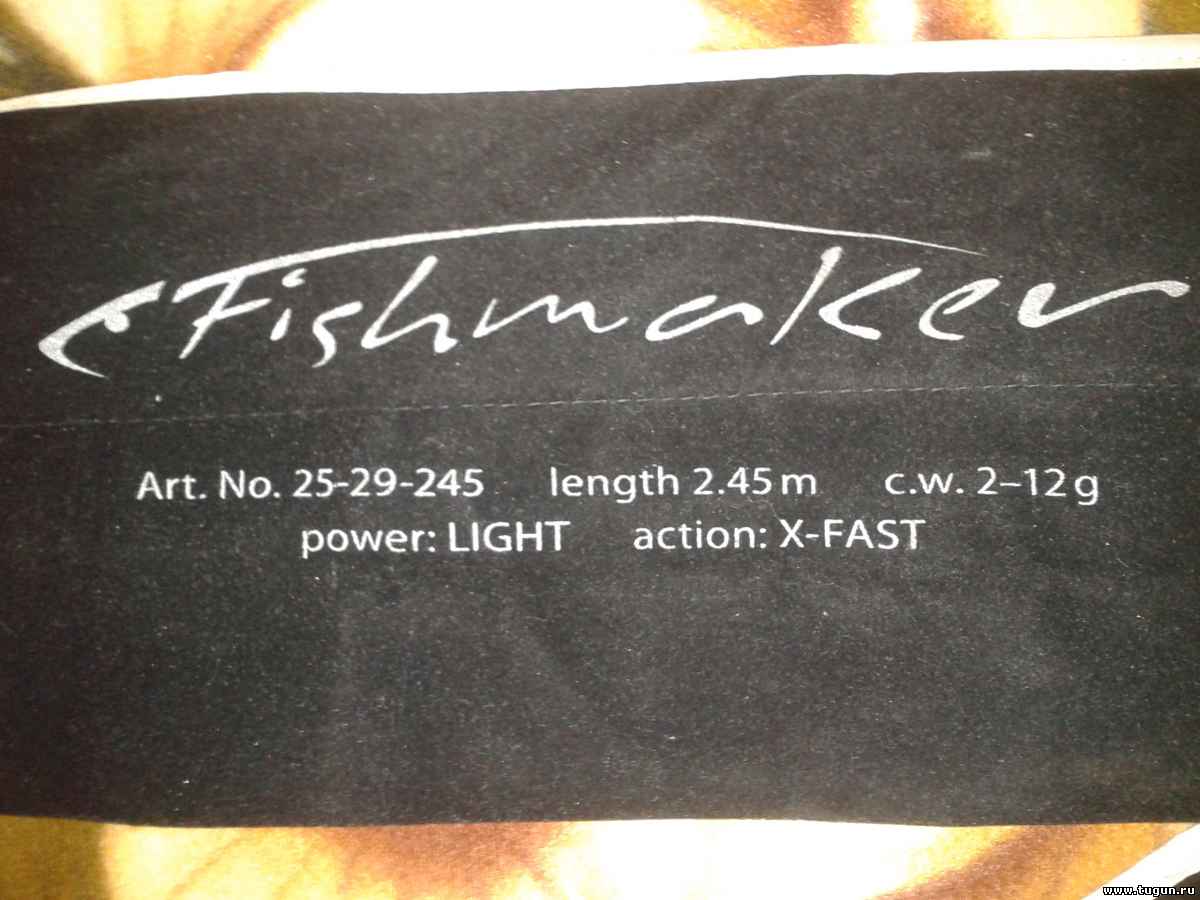 Fishmaker
Art. No. 25-29-245 length 2.45 m c.w. 2–12 g
power: LIGHT action: X-FAST
www.tugun.ru